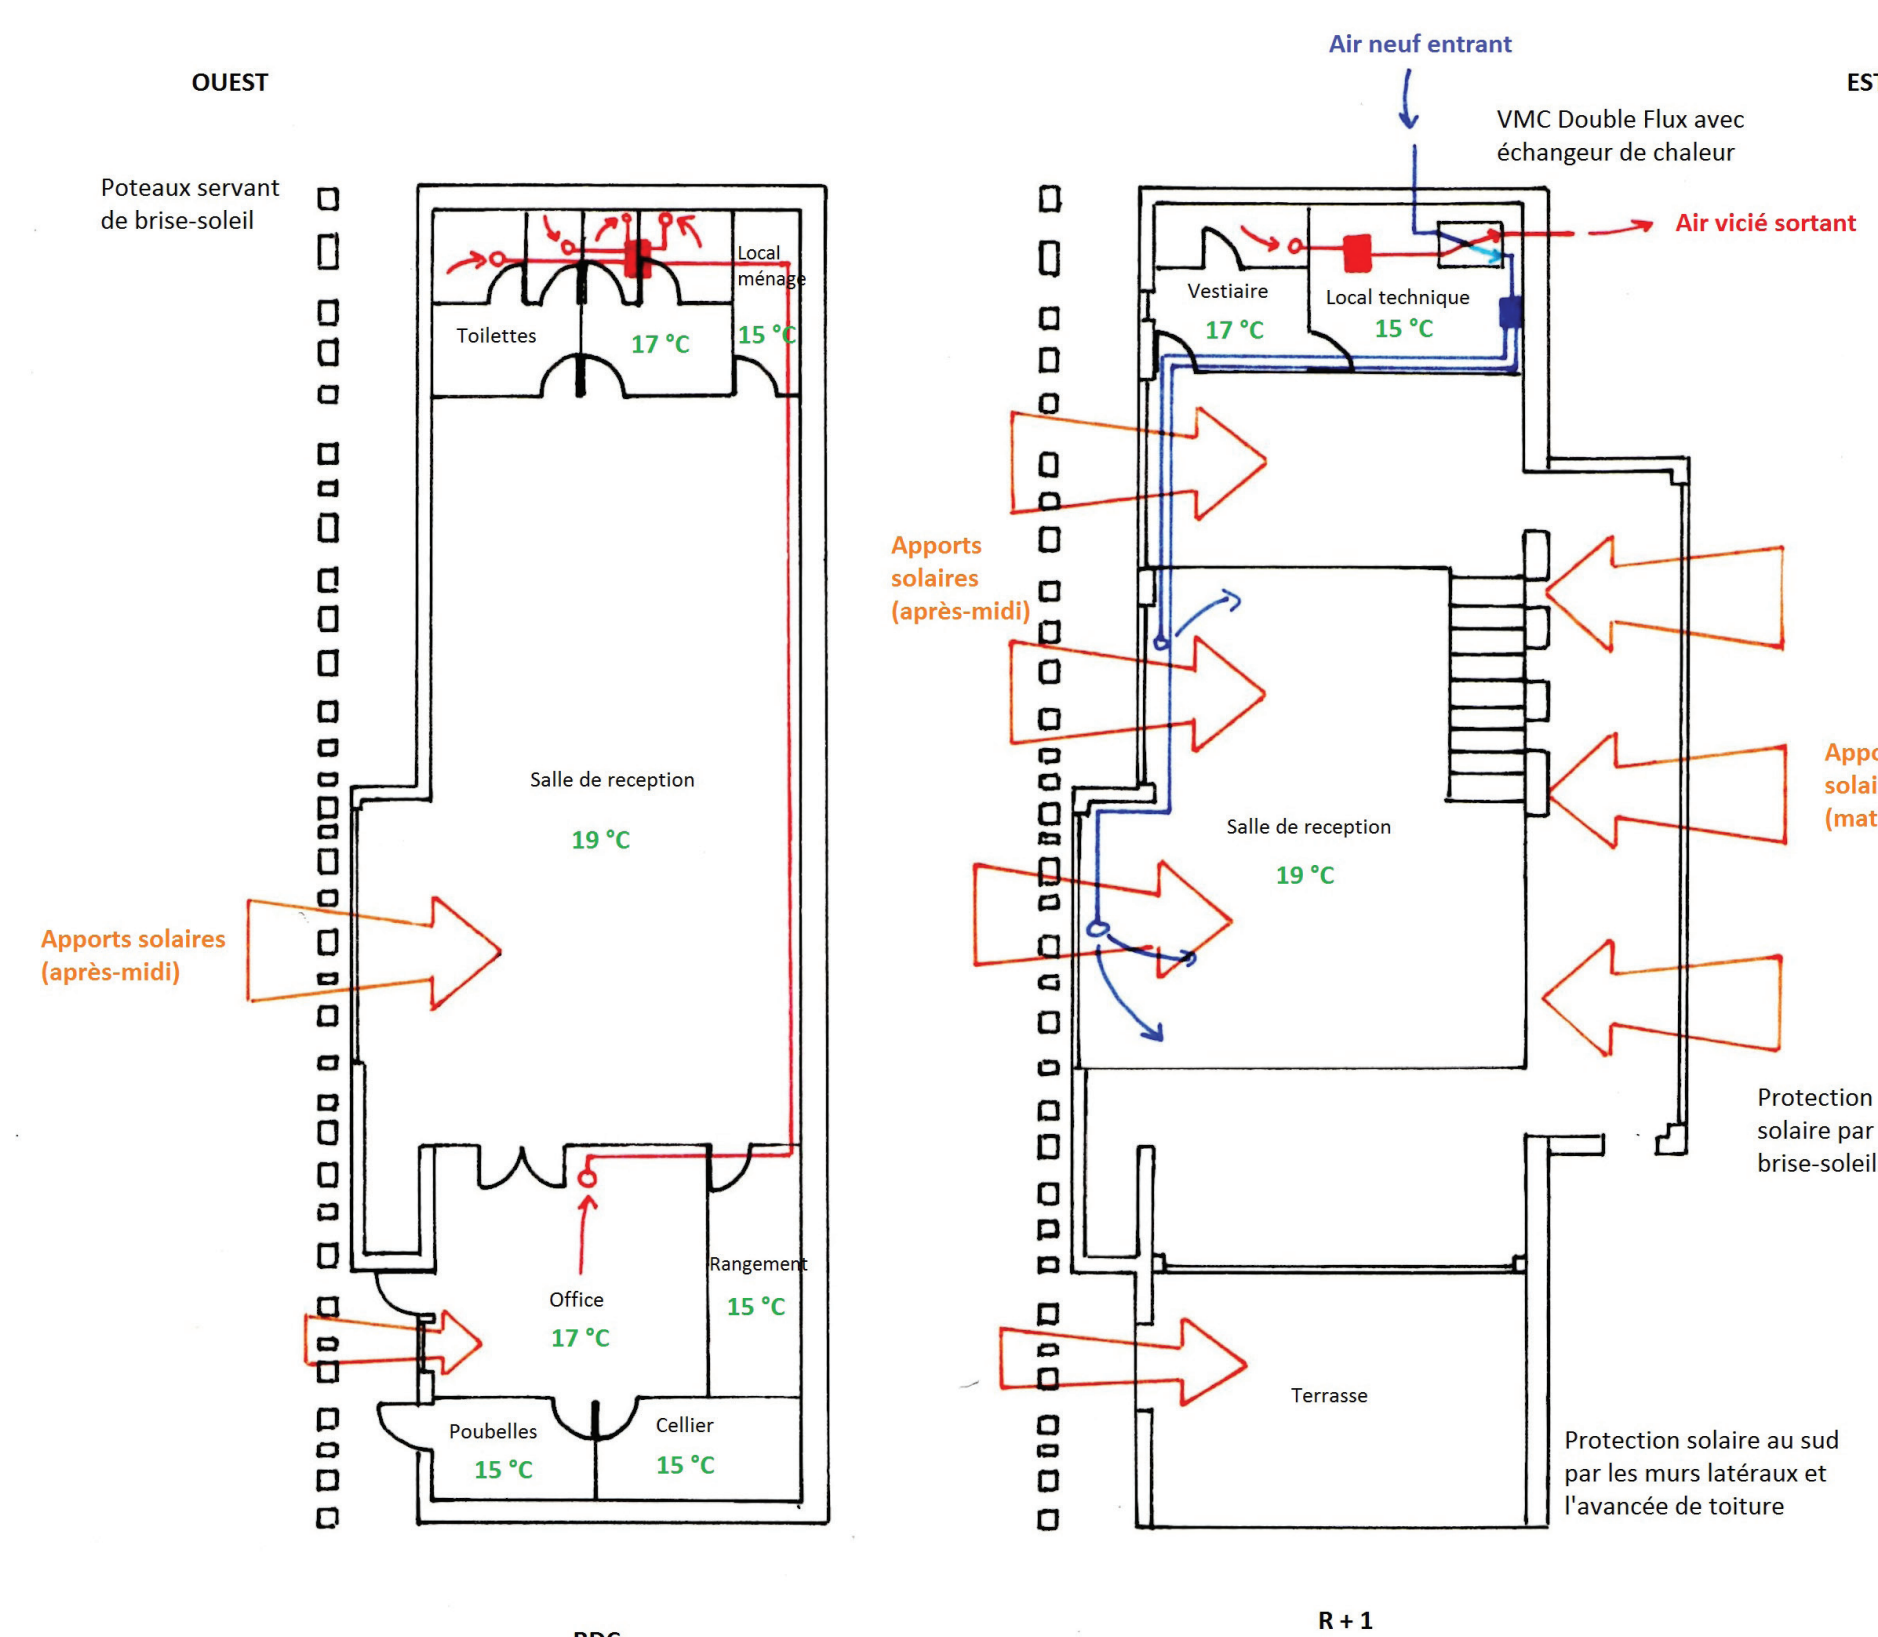 OUEST
Poteaux servant
de brise-soleil
Local
ménage
15 °C
Toilettes
17 °C
Salle de reception
19 °C
Apports solaires
(après-midi)
Office
17 °C
Rangement
15 °C
Poubelles
15 °C
Cellier
15 °C
Air neuf entrant
VMC Double Flux avec
échangeur de chaleur
Air vicié sortant
Vestiaire
17 °C
Local technique
15 °C
Apports
solaires
(après-midi)
Salle de reception
19 °C
Protection
solaire par
brise-soleil
Terrasse
Protection solaire au sud
par les murs latéraux et
l'avancée de toiture
R + 1